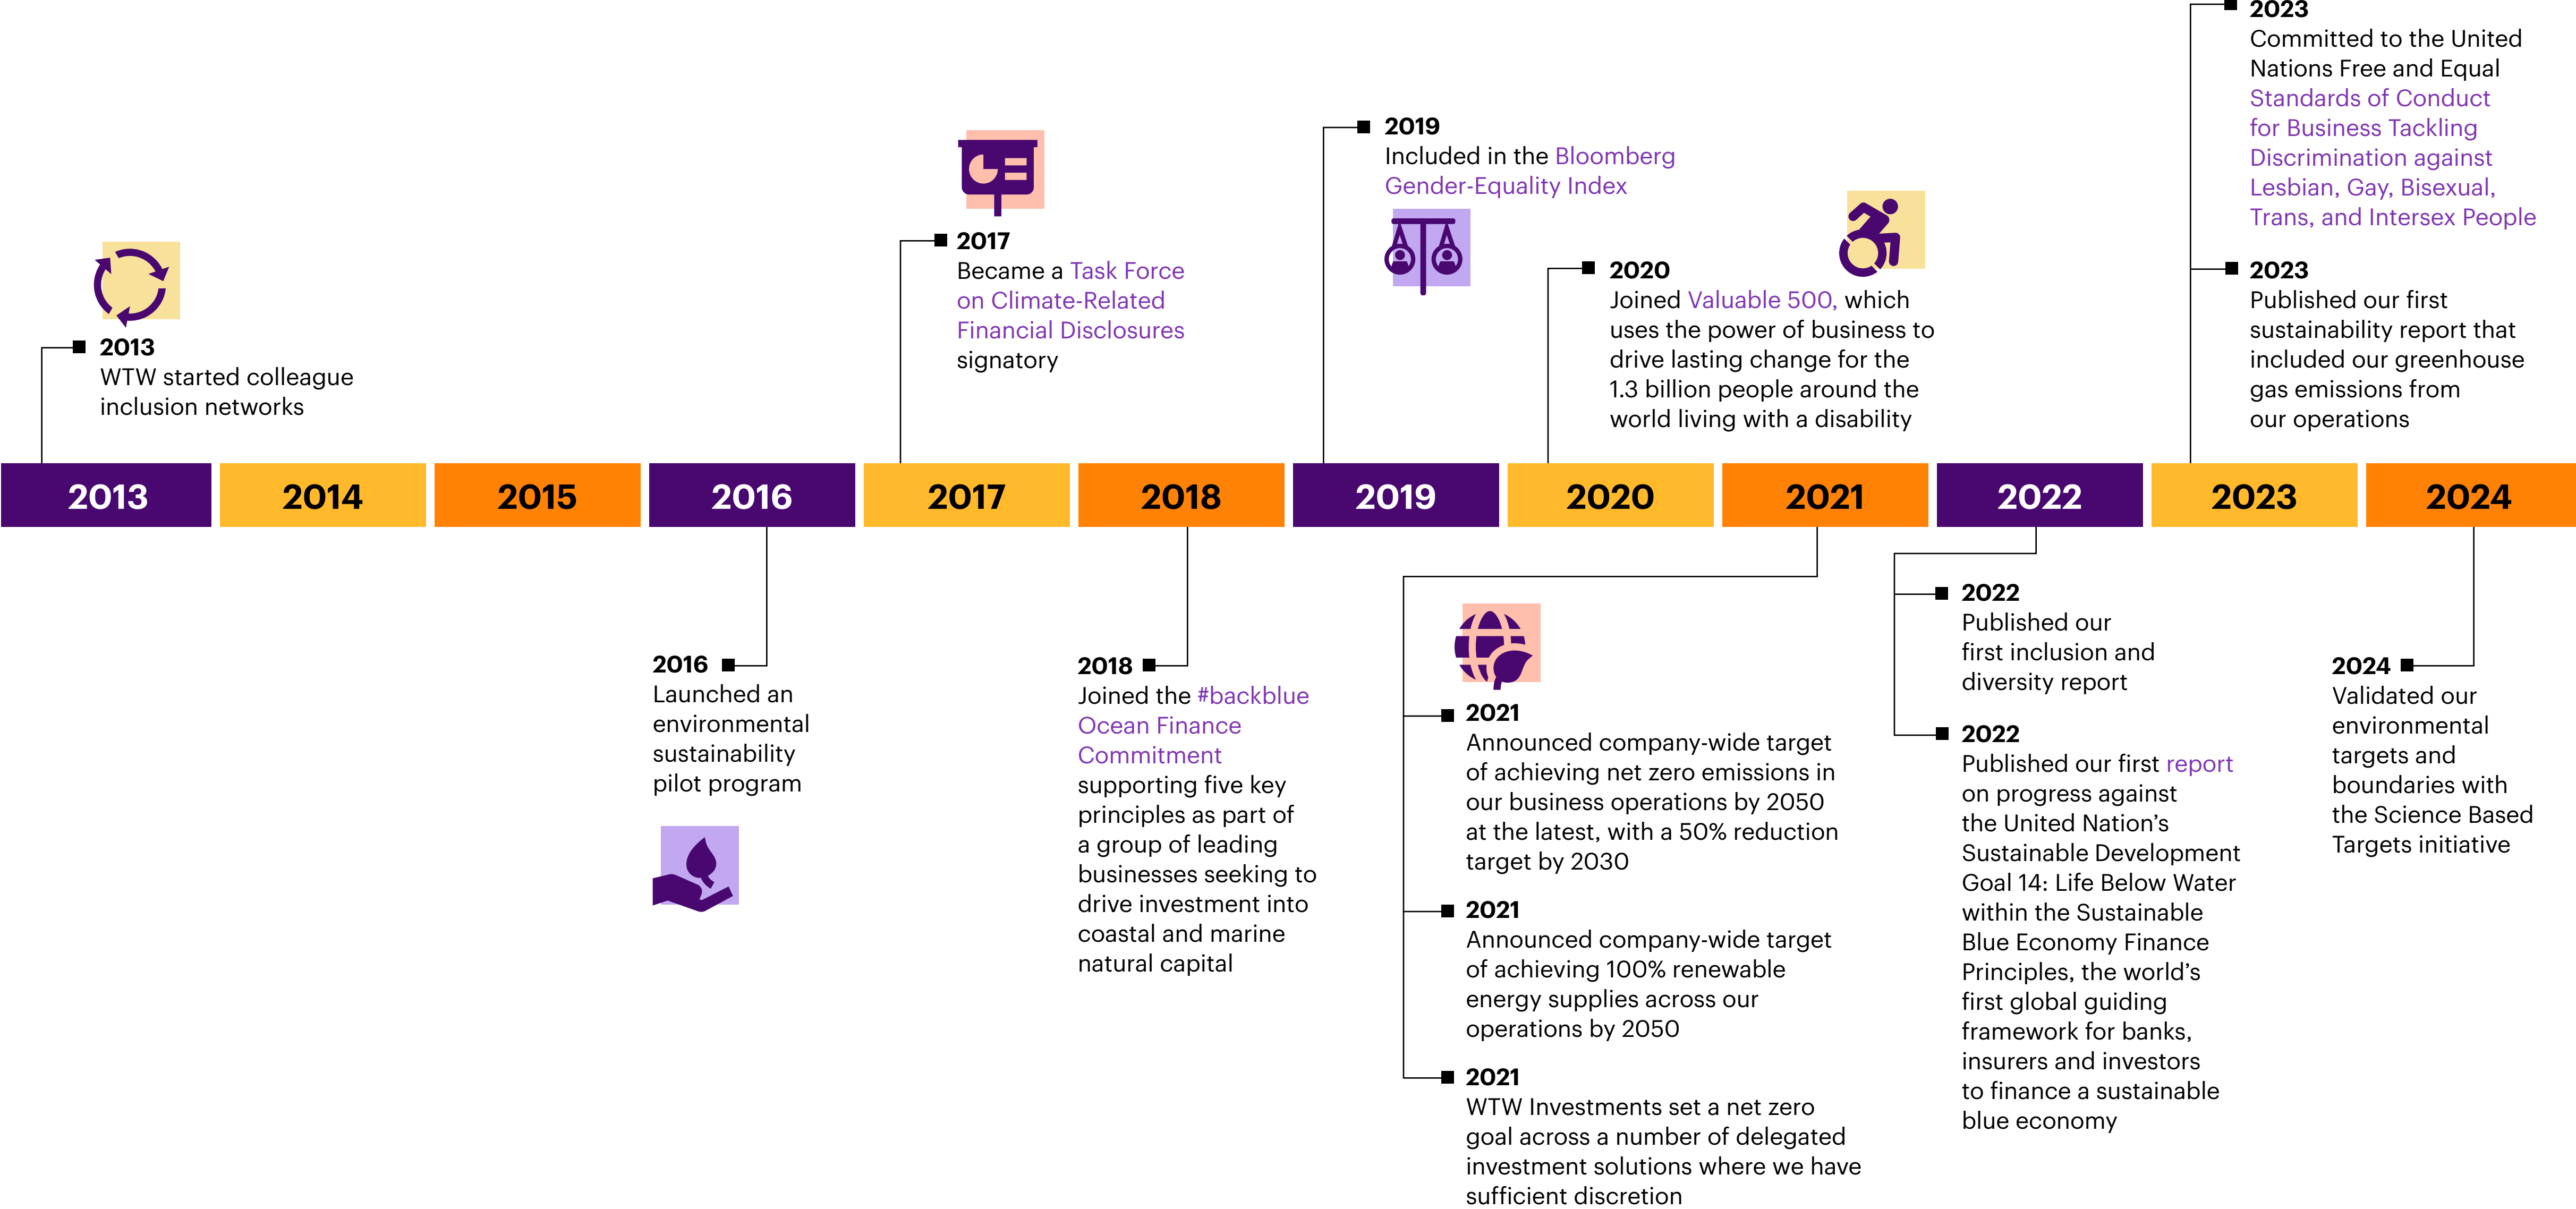 2013
WTW started colleague
inclusion networks
2017
Became a Task Force
on Climate-Related
Financial Disclosures
signatory
2019
Included in the Bloomberg
Gender-Equality Index
2020
Joined Valuable 500, which
uses the power of business to
drive lasting change for the
1.3 billion people around the
world living with a disability
2023
Committed to the United
Nations Free and Equal
Standards of Conduct
for Business Tackling
Discrimination against
Lesbian, Gay, Bisexual,
Trans, and Intersex People
2023
Published our first
sustainability report that
included our greenhouse
gas emissions from
our operations
2013
2014
2015
2016
2017
2018
2019
2020
2021
2022
2023
2024
2016
Launched an
environmental
sustainability
pilot program
2018
Joined the #backblue
Ocean Finance
Commitment
supporting five key
principles as part of
a group of leading
businesses seeking to
drive investment into
coastal and marine
natural capital
2021
Announced company-wide target
of achieving net zero emissions in
our business operations by 2050
at the latest, with a 50% reduction
target by 2030
2021
Announced company-wide target
of achieving 100% renewable
energy supplies across our
operations by 2050
2021
WTW Investments set a net zero
goal across a number of delegated
investment solutions where we have
sufficient discretion
2022
Published our
first inclusion and
diversity report
2022
Published our first report
on progress against
the United Nation’s
Sustainable Development
Goal 14: Life Below Water
within the Sustainable
Blue Economy Finance
Principles, the world’s
first global guiding
framework for banks,
insurers and investors
to finance a sustainable
blue economy
2024
Validated our
environmental
targets and
boundaries with
the Science Based
Targets initiative